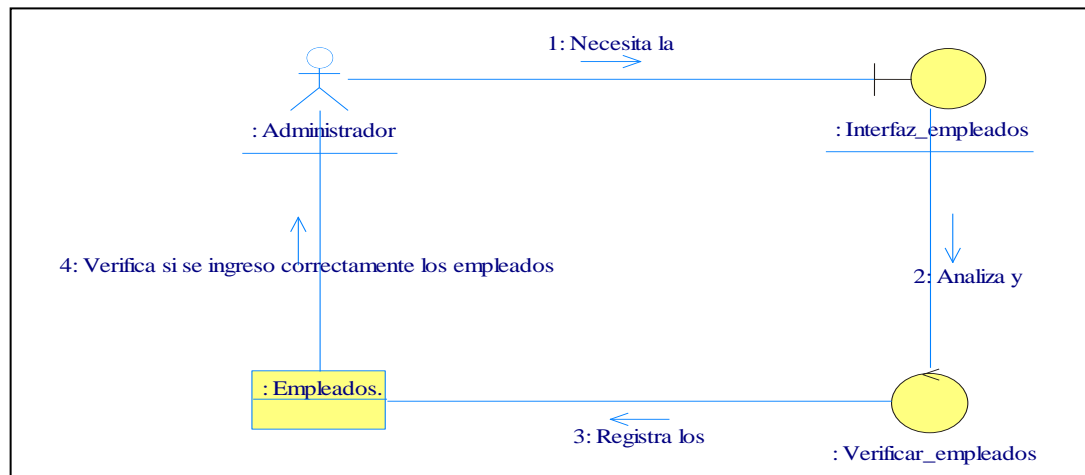 1: Necesita la
: Administrador
: Interfaz_empleados
4: Verifica si se ingreso correctamente los empleados
2: Analiza y
: Empleados.
3: Registra los
: Verificar_empleados